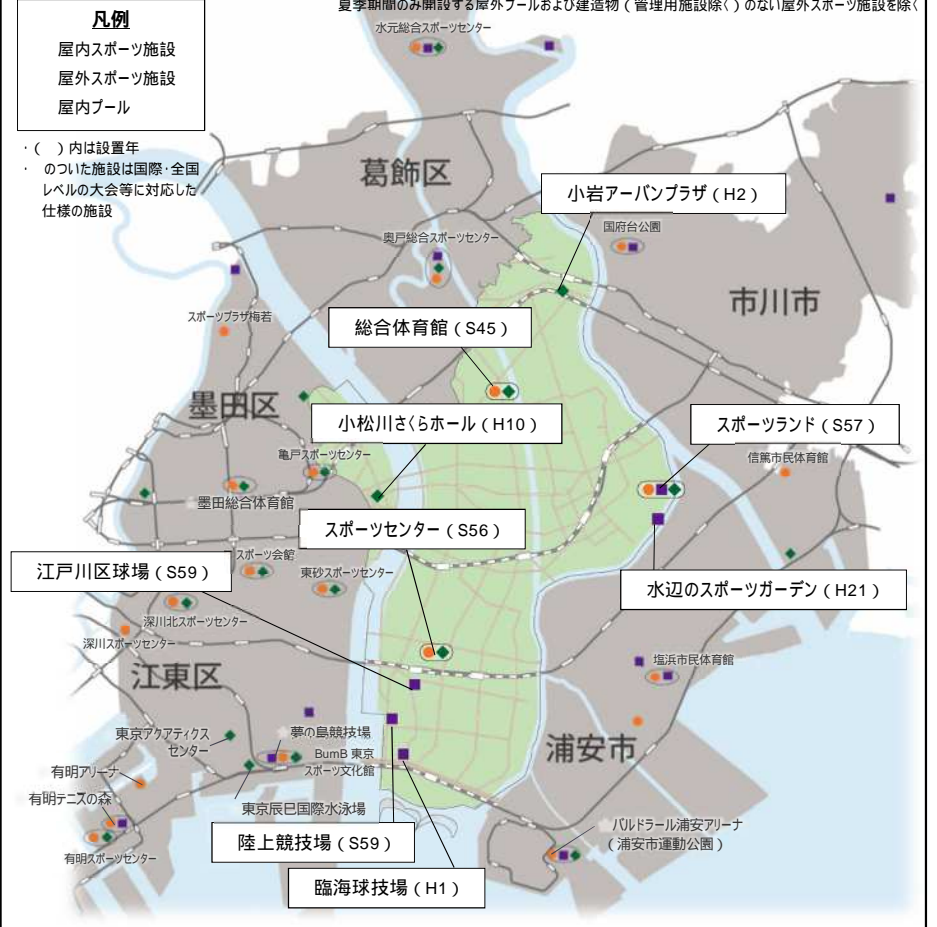 夏季期間のみ開設する屋外プールおよび建造物(管理用施設除く)のない屋外スポーツ施設を除く
凡例
屋内スポーツ施設
屋外スポーツ施設
屋内プール
・( )内は設置年
・ のついた施設は国際・全国
レベルの大会等に対応した
仕様の施設
水元総合スポーツセンター
葛飾区
小岩アーバンプラザ(H2)
国府台公園
奥戸総合スポーツセンター
市川市
スポーツプラザ梅若
総合体育館(S45)
墨田区
小松川さくらホール(H10)
スポーツランド(S57)
亀戸スポーツセンター
信篤市民体育館
墨田総合体育館
スポーツセンター(S56)
スポーツ会館
江戸川区球場(S59)
東砂スポーツセンター
水辺のスポーツガーデン(H21)
深川北スポーツセンター
深川スポーツセンター
塩浜市民体育館
江東区
東京アクアティクス
センター
夢の島競技場
浦安市
BumB 東京
スポーツ文化館
有明アリーナ
有明テニスの森
東京辰巳国際水泳場
陸上競技場(S59)
バルドラール浦安アリーナ
(浦安市運動公園)
有明スポーツセンター
臨海球技場(H1)